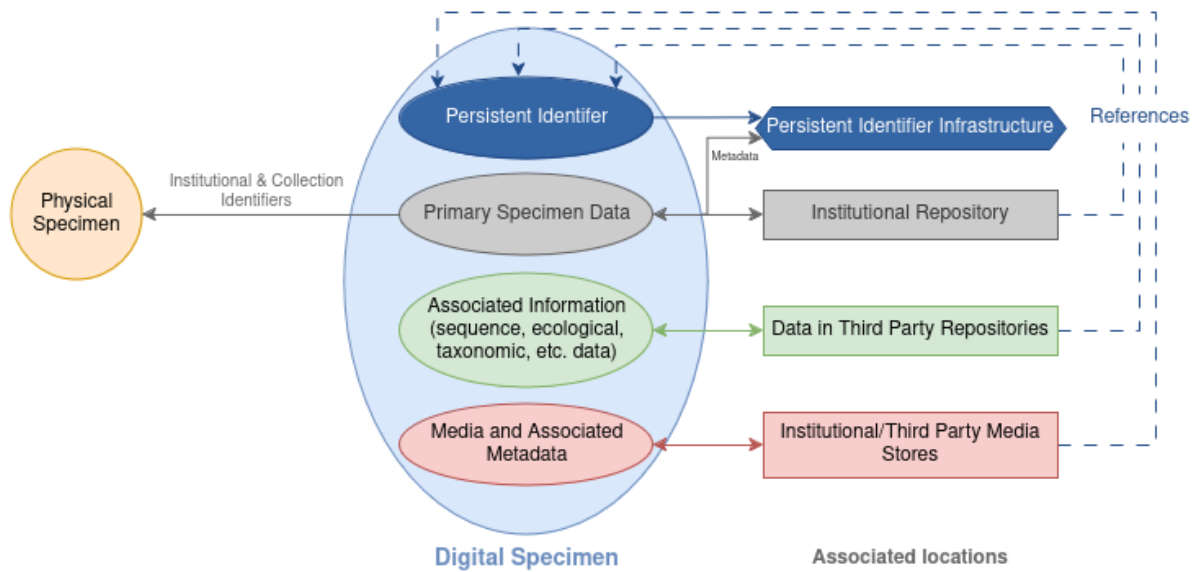 Persistent Identifer
Persistent Identifier Infrastructure
References
Metadata
Institutional & Collection
Identifiers
Physical
Specimen
Primary Specimen Data
Institutional Repository
Associated Information
(sequence, ecological,
taxonomic, etc. data)
Data in Third Party Repositories
Media and Associated
Metadata
Institutional/Third Party Media
Stores
Digital Specimen
Associated locations